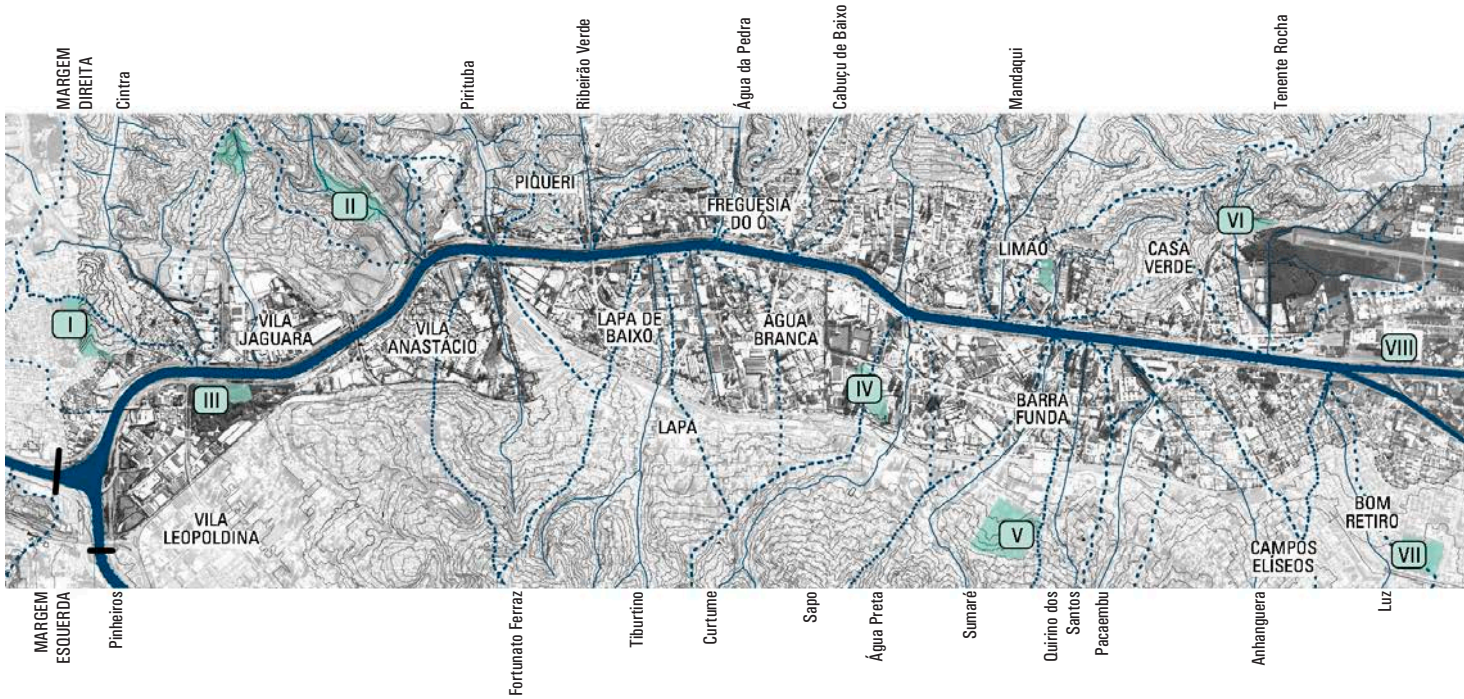 MARGEM
DIREITA
Cintra
Pirituba
Ribeirão Verde
Água da Pedra
Cabuçu de Baixo
Mandaqui
Tenente Rocha
PIQUERI
II
FREGUESIA
DO Ó
VI
LIMÃO
CASA
VERDE
I
VILA
JAGUARA
VILA
ANASTÁCIO
LAPA DE
BAIXO
ÁGUA
BRANCA
VIII
III
IV
BARRA
FUNDA
LAPA
VILA
LEOPOLDINA
V
BOM
RETIRO
CAMPOS
ELÍSEOS
VII
MARGEM
ESQUERDA
Pinheiros
Fortunato Ferraz
Tiburtino
Curtume
Sapo
Água Preta
Sumaré
Quirino dos
Santos
Pacaembu
Anhanguera
Luz